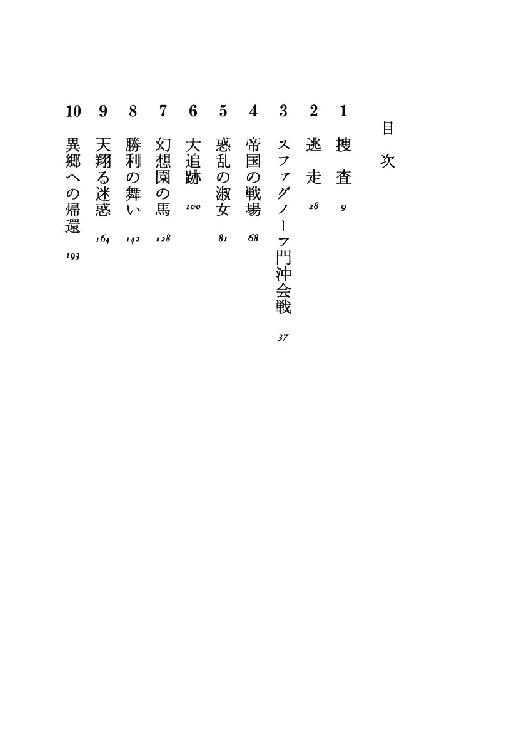 目次
1 捜査 9
2 逃走 18
3 スファグノーフ門沖会戦 37
4 帝国の戦場 68
5 惑乱の淑女 81
6 大追跡 100
7 幻想園の馬 128
8 勝利の舞い 142
9 天翔る迷惑 164
10 異郷への帰還 193